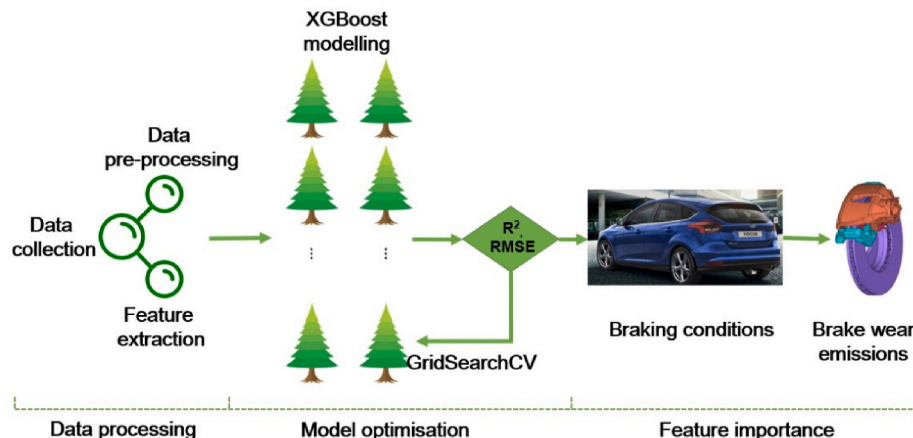 XGBoost
modelling
Data
pre-processing
Data
collection
Feature
extraction
⋮ ⋮
R²,
RMSE
GridSearchCV
Braking conditions
Brake wear
emissions
Data processing
Model optimisation
Feature importance